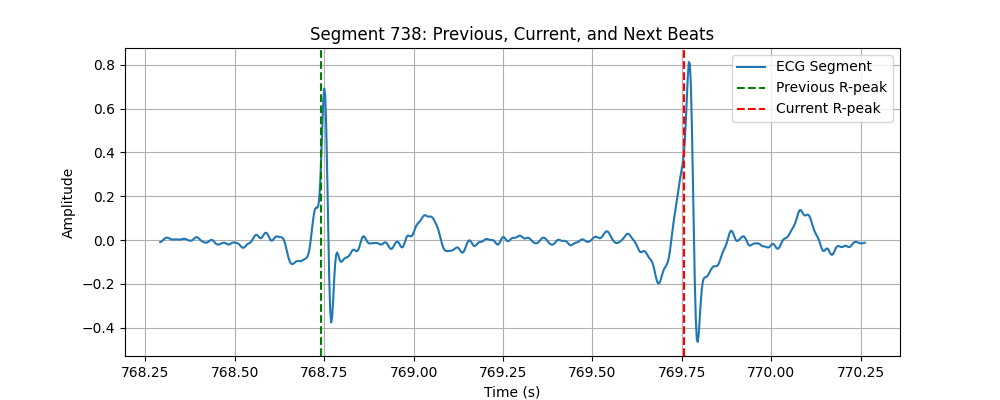 Segment 738: Previous, Current, and Next Beats
ECG Segment
Previous R-peak
Current R-peak
Amplitude
0.8
0.6
0.4
0.2
0.0
−0.2
−0.4
768.25 768.50 768.75 769.00 769.25 769.50 769.75 770.00 770.25
Time (s)